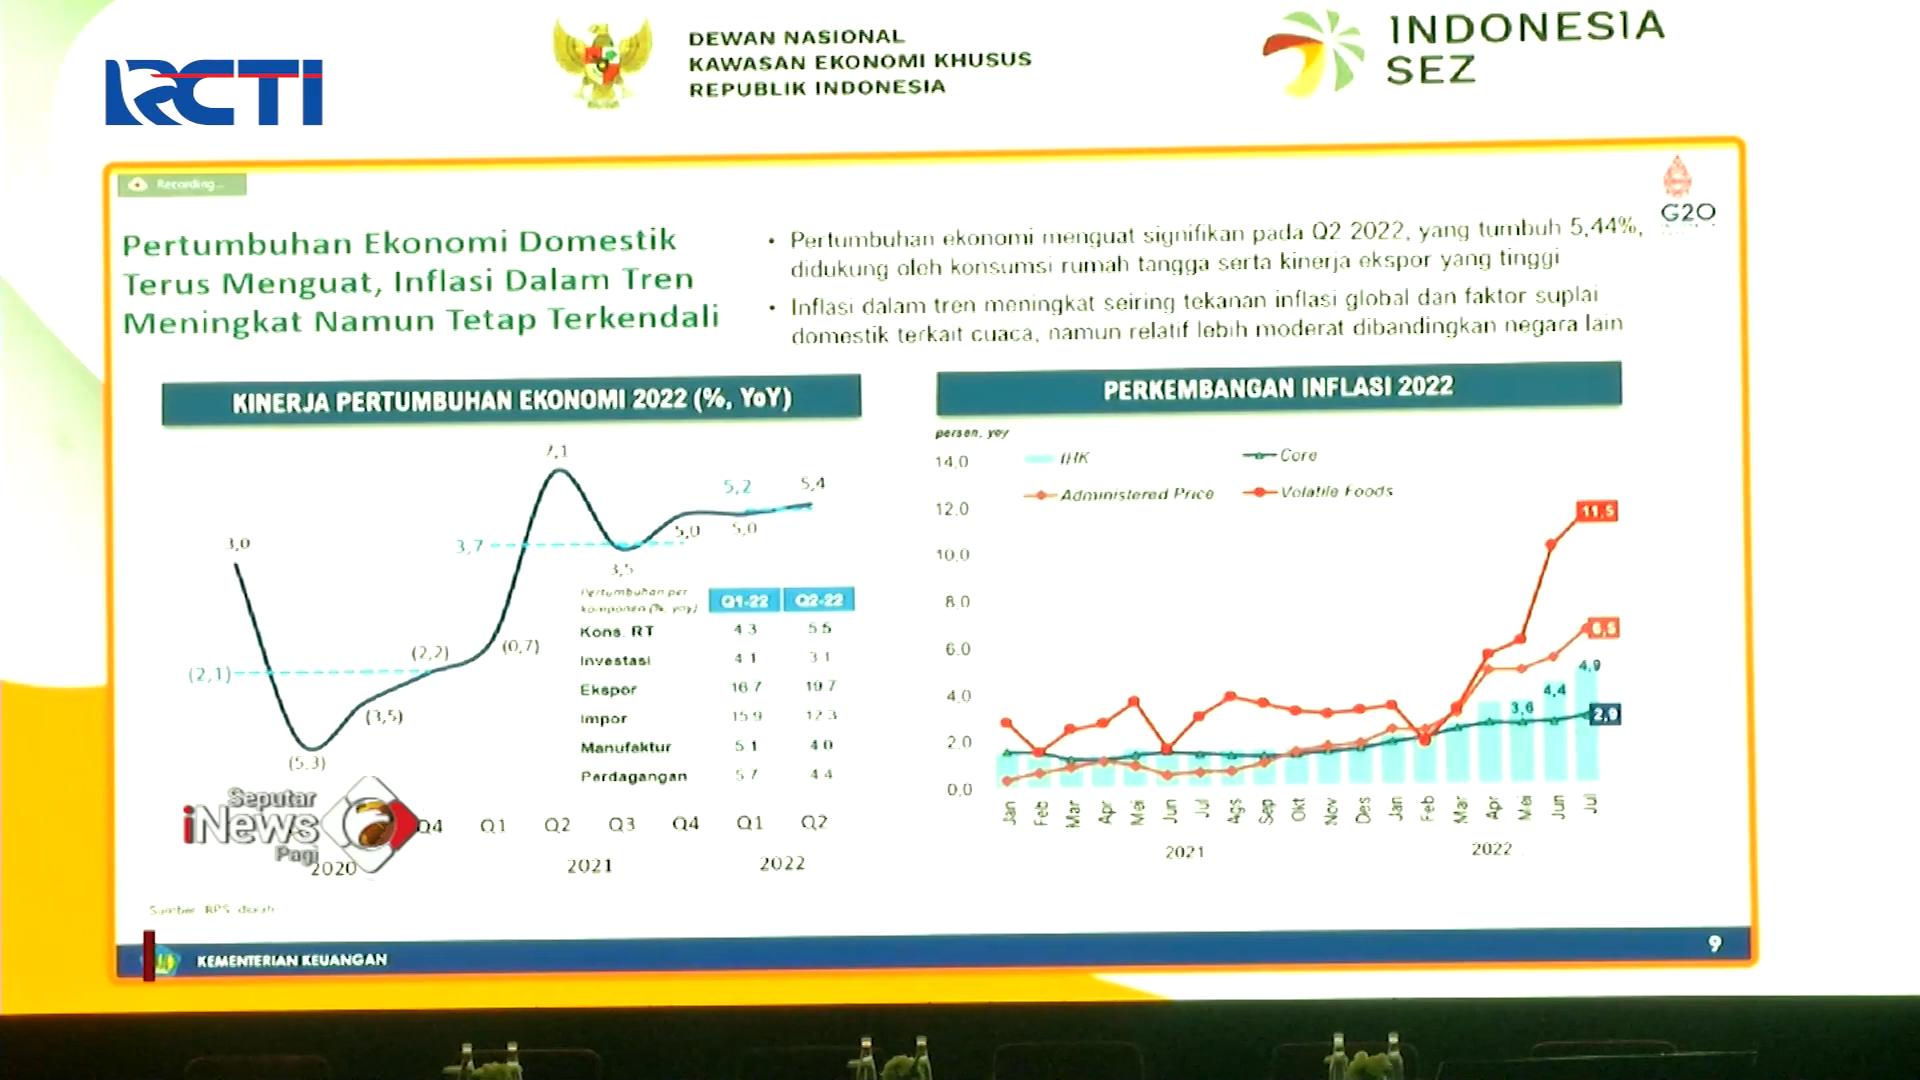 RCTI
DEWAN NASIONAL
KAWASAN EKONOMI KHUSUS
REPUBLIK INDONESIA
INDONESIA
SEZ
Recording...
G20
Pertumbuhan Ekonomi Domestik
Terus Menguat, Inflasi Dalam Tren
Meningkat Namun Tetap Terkendali
• Pertumbuhan ekonomi menguat signifikan pada Q2 2022, yang tumbuh 5,44%,
didukung oleh konsumsi rumah tangga serta kinerja ekspor yang tinggi
• Inflasi dalam tren meningkat seiring tekanan inflasi global dan faktor suplai
domestik terkait cuaca, namun relatif lebih moderat dibandingkan negara lain
KINERJA PERTUMBUHAN EKONOMI 2022 (%, YoY)
7,1
5,2
5,4
3,0
3,7
5,0
5,0
3,5
(2,1)
(2,2)
(0,7)
(3,5)
(5,3)
Pertumbuhan per
komponen (%, yoy)
Q1-22 Q2-22
Kons. RT 4.3 5.5
Investasi 4.1 3.1
Ekspor 16.7 19.7
Impor 15.9 12.3
Manufaktur 5.1 4.0
Perdagangan 5.7 4.4
Q4 Q1 Q2 Q3 Q4 Q1 Q2
2020 2021 2022
Seputar
iNews
Pagi
PERKEMBANGAN INFLASI 2022
persen, yoy
IHK Core
Administered Price Volatile Foods
14,0
12.0
10,0
8.0
6.0
4.0
2.0
0.0
11,5
6,5
4,9
4,4
3,6
2,9
Jan Feb Mar Apr Mei Jun Jul Ags Sep Okt Nov Des Jan Feb Mar Apr Mei Jun Jul
2021 2022
Sumber BPS, diolah
KEMENTERIAN KEUANGAN
9